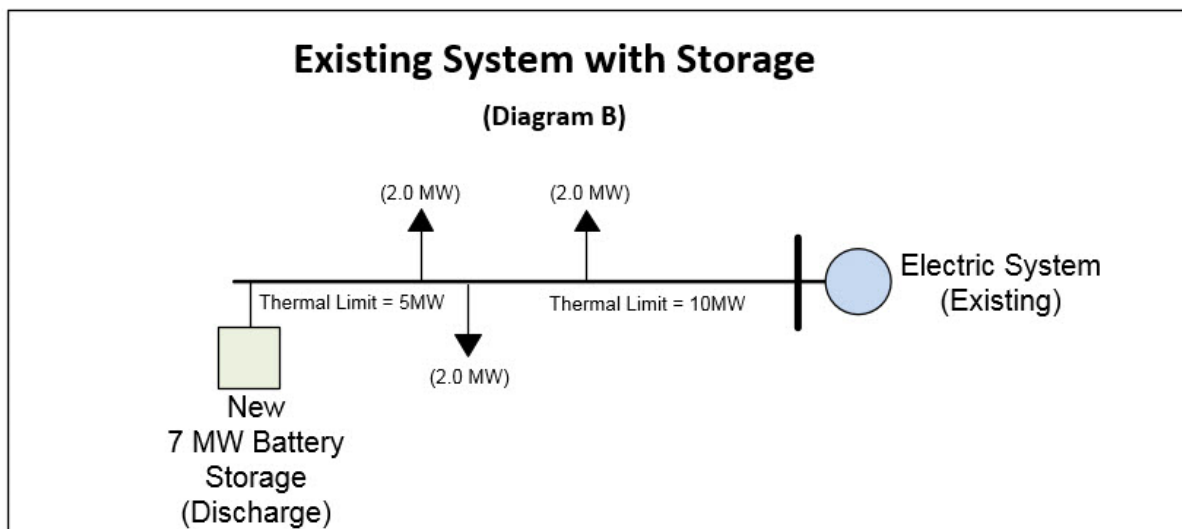 Existing System with Storage
(Diagram B)
(2.0 MW)
(2.0 MW)
Electric System
(Existing)
Thermal Limit = 5MW
Thermal Limit = 10MW
(2.0 MW)
New
7 MW Battery
Storage
(Discharge)